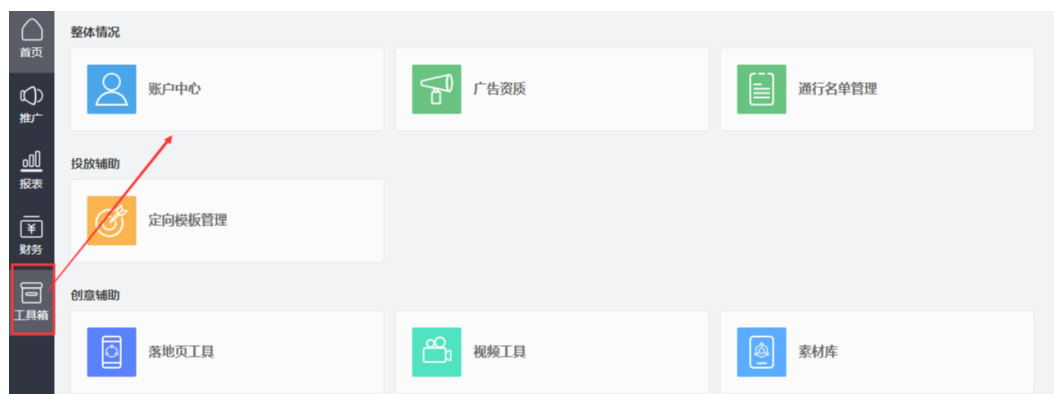 首页
推广
报表
¥
财务
工具箱
整体情况
账户中心
广告资质
通行名单管理
投放辅助
定向模板管理
创意辅助
落地页工具
视频工具
素材库